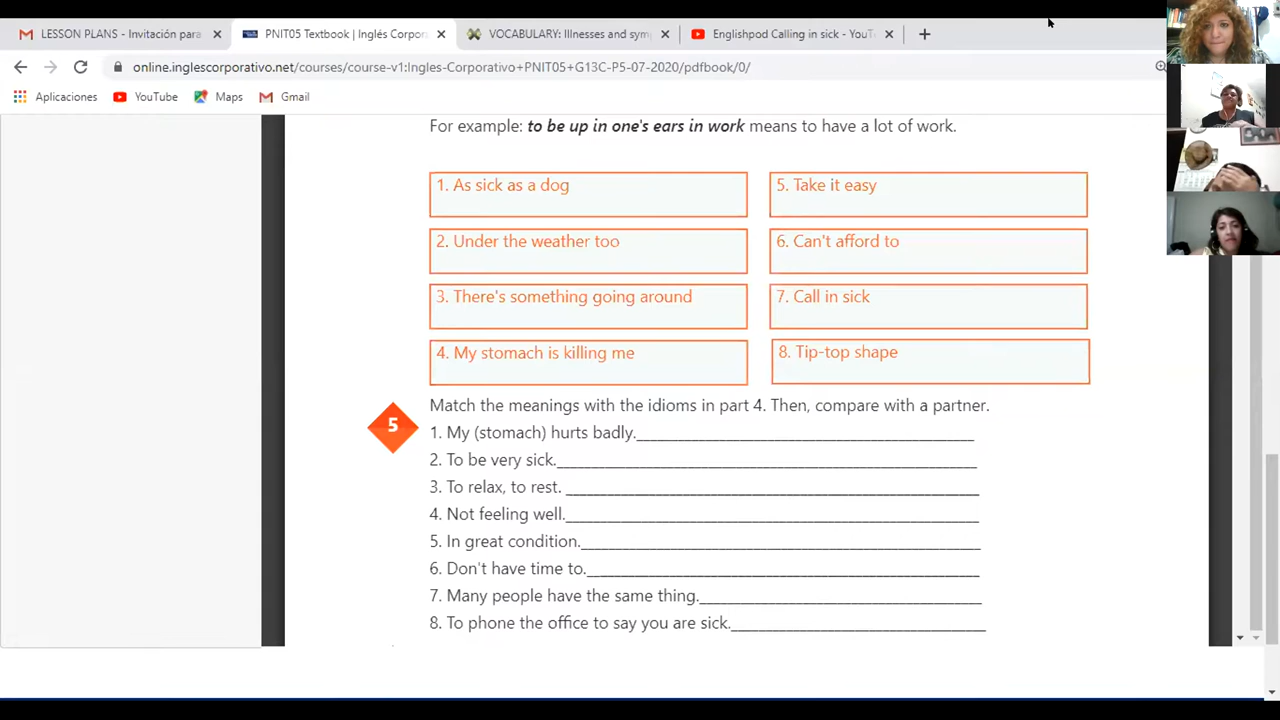 LESSON PLANS - Invitación para
PNIT05 Textbook | Inglés Corpora
VOCABULARY: Illnesses and symp
Englishpod Calling in sick - YouT
online.inglescorporativo.net/courses/course-v1:Ingles-Corporativo+PNIT05+G13C-P5-07-2020/pdfbook/0/
Aplicaciones YouTube Maps Gmail
For example: to be up in one's ears in work means to have a lot of work.
1. As sick as a dog
5. Take it easy
2. Under the weather too
6. Can't afford to
3. There's something going around
7. Call in sick
4. My stomach is killing me
8. Tip-top shape
5
Match the meanings with the idioms in part 4. Then, compare with a partner.
1. My (stomach) hurts badly.
2. To be very sick.
3. To relax, to rest.
4. Not feeling well.
5. In great condition.
6. Don't have time to.
7. Many people have the same thing.
8. To phone the office to say you are sick.